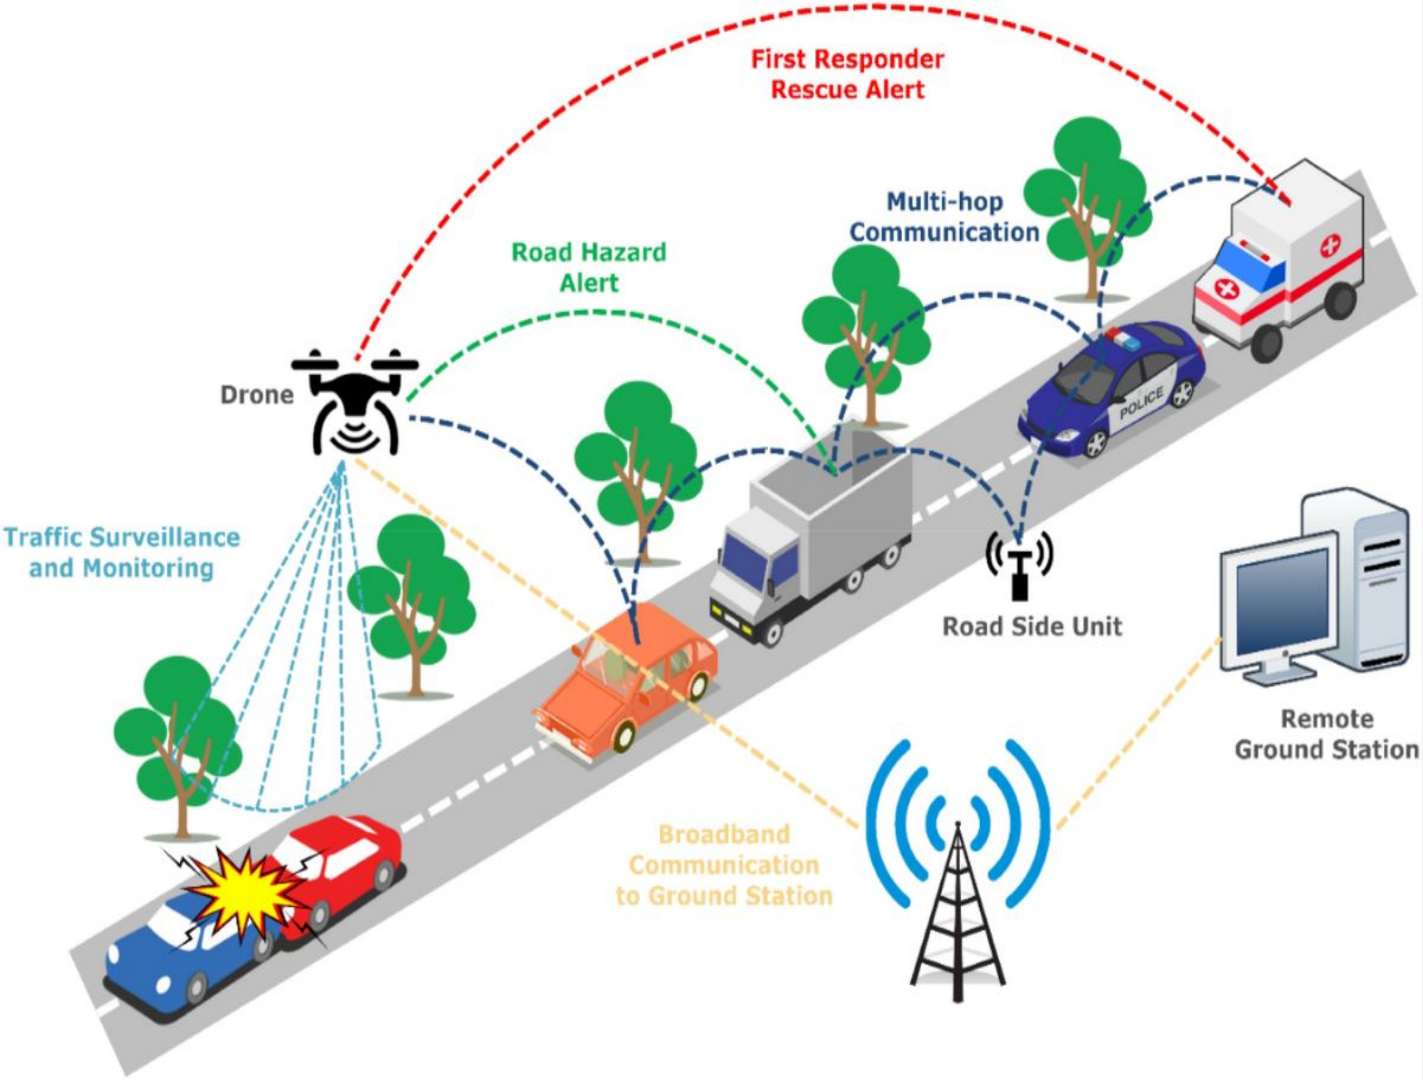 First Responder
Rescue Alert
Multi-hop
Communication
Road Hazard
Alert
Drone
POLICE
Traffic Surveillance
and Monitoring
Road Side Unit
Remote
Ground Station
Broadband
Communication
to Ground Station